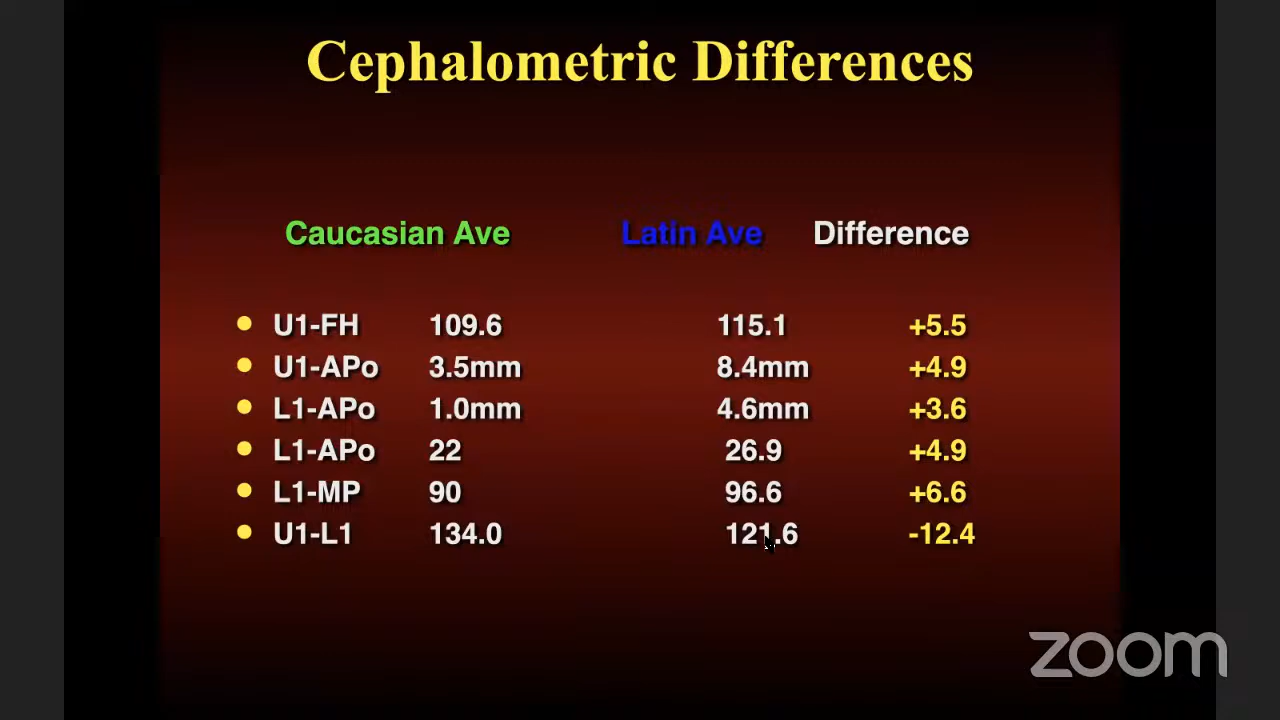 Cephalometric Differences
Caucasian Ave Latin Ave Difference
• U1-FH 109.6 115.1 +5.5
• U1-APo 3.5mm 8.4mm +4.9
• L1-APo 1.0mm 4.6mm +3.6
• L1-APo 22 26.9 +4.9
• L1-MP 90 96.6 +6.6
• U1-L1 134.0 121.6 -12.4
zoom